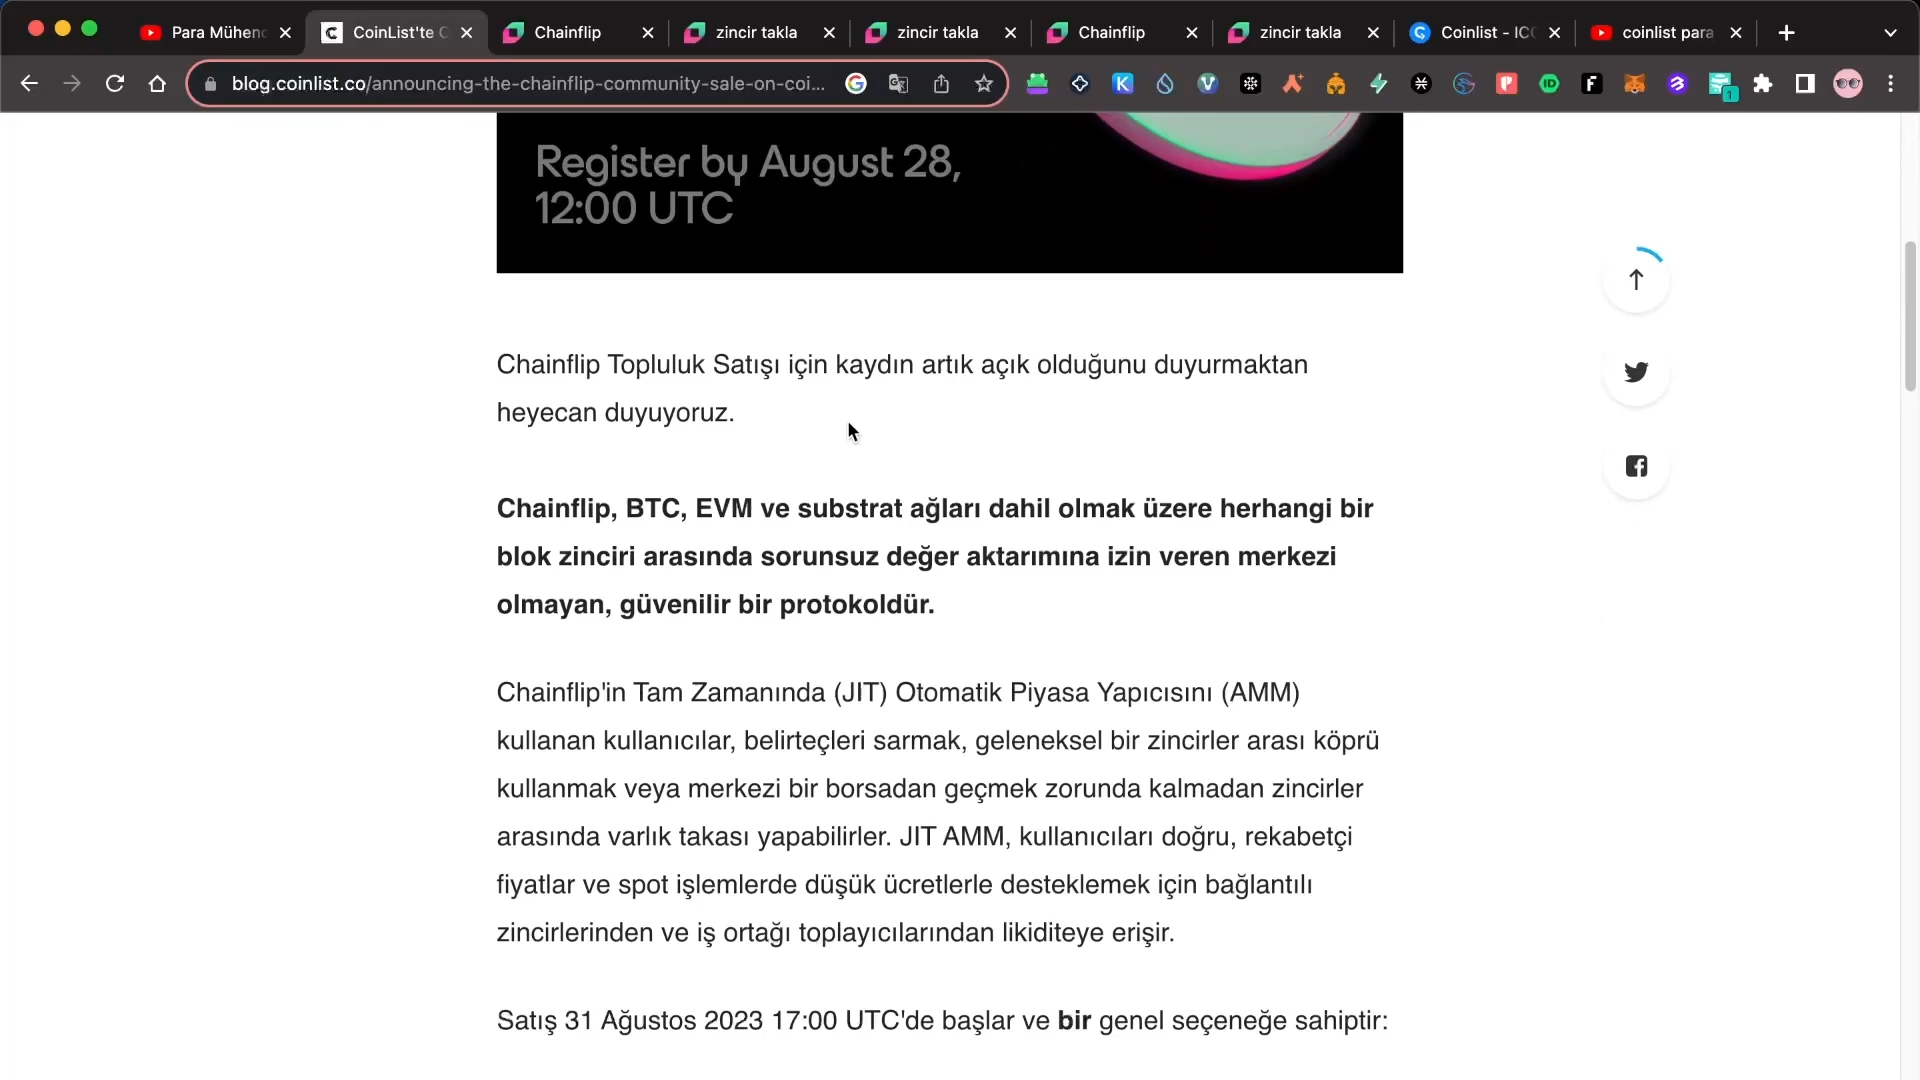 Para Mühen
CoinList'te C
Chainflip
zincir takla
zincir takla
Chainflip
zincir takla
Coinlist - ICO
coinlist para
blog.coinlist.co/announcing-the-chainflip-community-sale-on-coi...
Register by August 28,
12:00 UTC
Chainflip Topluluk Satışı için kaydın artık açık olduğunu duyurmaktan
heyecan duyuyoruz.
Chainflip, BTC, EVM ve substrat ağları dahil olmak üzere herhangi bir
blok zinciri arasında sorunsuz değer aktarımına izin veren merkezi
olmayan, güvenilir bir protokoldür.
Chainflip'in Tam Zamanında (JIT) Otomatik Piyasa Yapıcısını (AMM)
kullanan kullanıcılar, belirteçleri sarmak, geleneksel bir zincirler arası köprü
kullanmak veya merkezi bir borsadan geçmek zorunda kalmadan zincirler
arasında varlık takası yapabilirler. JIT AMM, kullanıcıları doğru, rekabetçi
fiyatlar ve spot işlemlerde düşük ücretlerle desteklemek için bağlantılı
zincirlerinden ve iş ortağı toplayıcılarından likiditeye erişir.
Satış 31 Ağustos 2023 17:00 UTC'de başlar ve bir genel seçeneğe sahiptir: